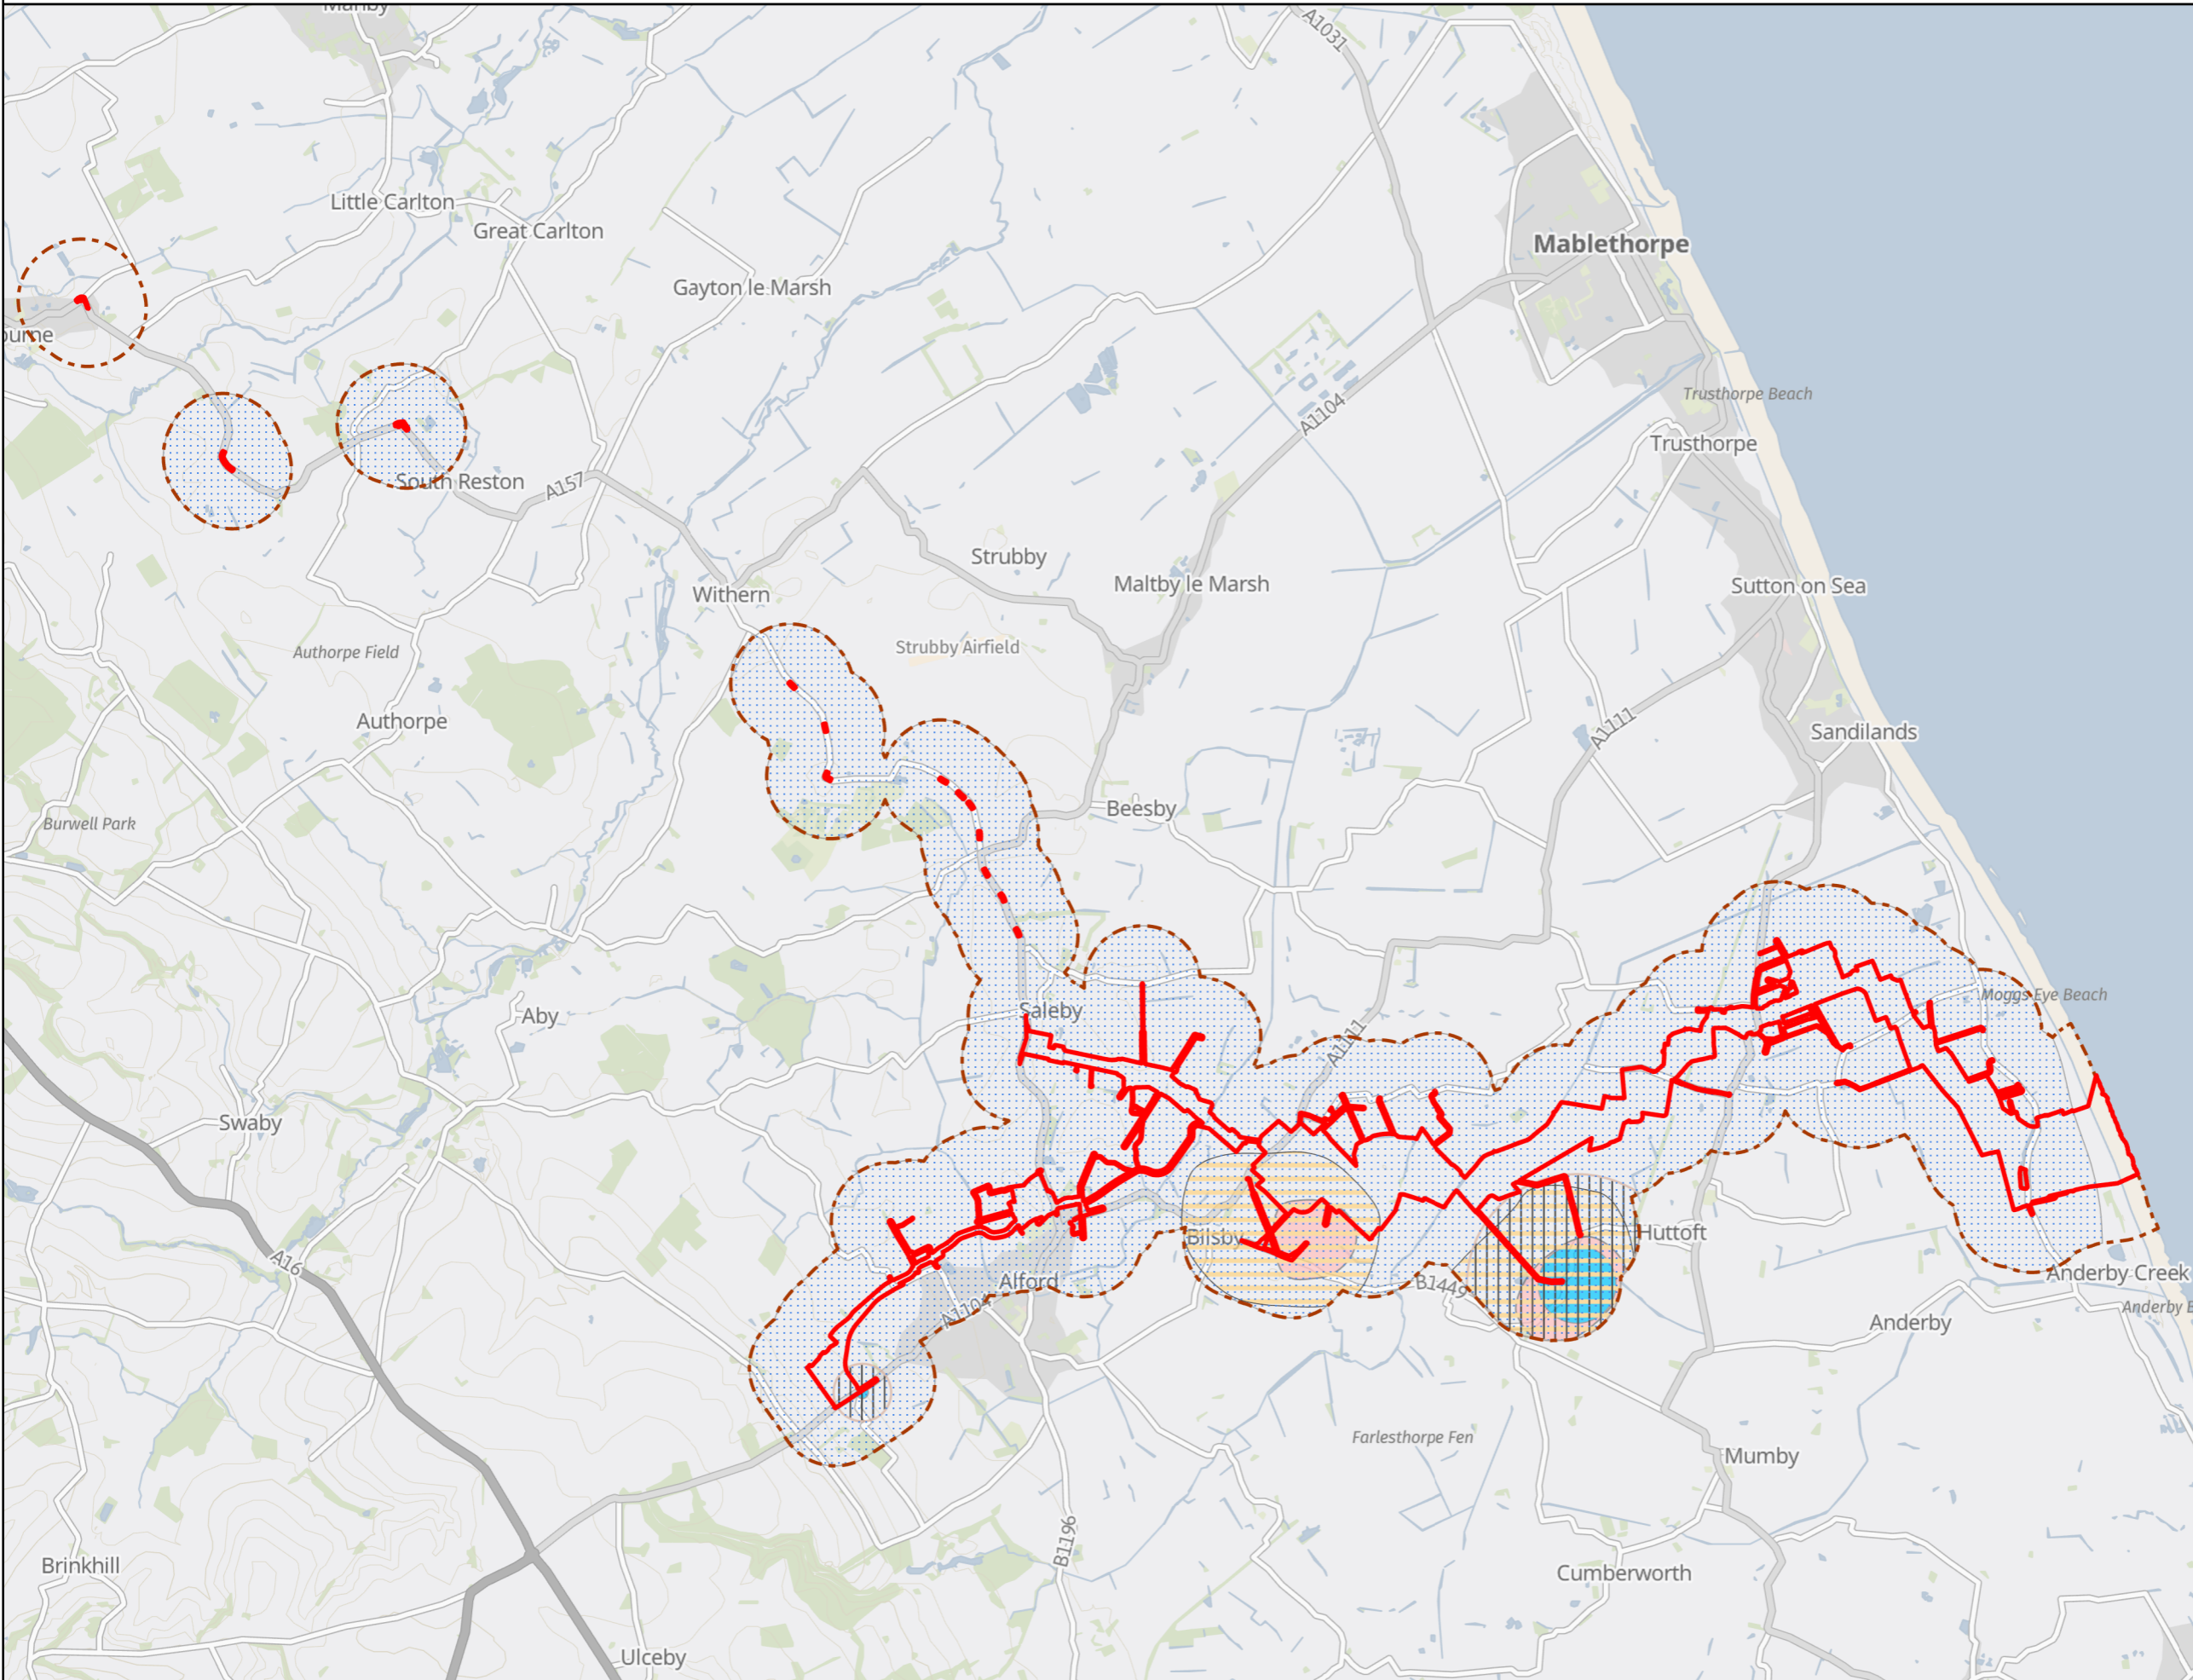 Manby
A1031
Little Carlton
Great Carlton
Mablethorpe
Gayton le Marsh
ourne
Trusthorpe Beach
A1104
Trusthorpe
South Reston
A157
Strubby
Maltby le Marsh
Sutton on Sea
Withern
Strubby Airfield
Authorpe Field
Authorpe
A1111
Sandilands
Beesby
Burwell Park
Moggs Eye Beach
Saleby
Aby
A1111
Swaby
Huttoft
Bilsby
A16
Alford
Anderby Creek
B1449
A1104
Anderby B
Anderby
Farlesthorpe Fen
Mumby
B1196
Brinkhill
Cumberworth
Ulceby